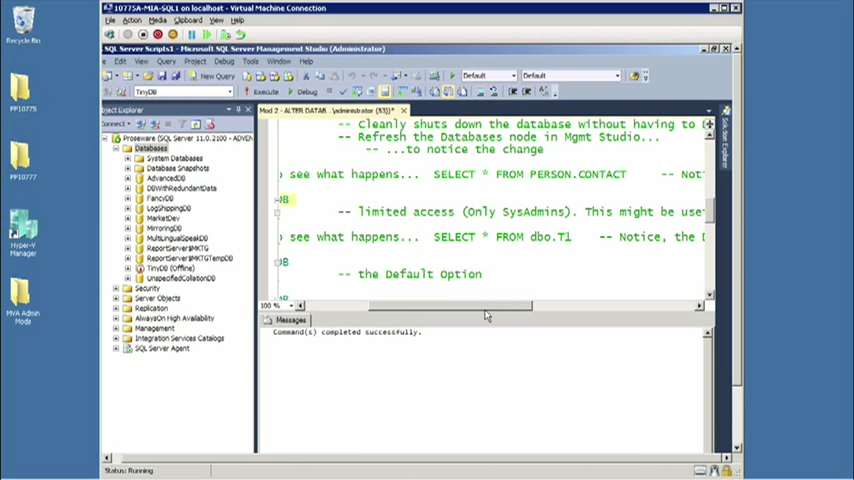 10775A-MIA-SQL1 on localhost - Virtual Machine Connection
File Action Media Clipboard View Help
Recycle Bin
PP10775
PP10777
Hyper-V Manager
MVA Admin Mods
SQL Server Scripts1 - Microsoft SQL Server Management Studio (Administrator)
Edit View Query Project Debug Tools Window Help
New Query
Default
Default
TinyDB
Execute
Debug
Object Explorer
Mod 2 - ALTER DATAB...\administrator (53))*
Connect
Proseware (SQL Server 11.0.2100 - ADVEN
Databases
System Databases
Database Snapshots
AdvancedDB
DBWithRedundantData
FancyDB
LogShippingDB
MarketDev
MirroringDB
MultiLingualSpeakDB
ReportServer$MKTG
ReportServer$MKTGTempDB
TinyDB (Offline)
UnspecifiedCollationDB
Security
Server Objects
Replication
AlwaysOn High Availability
Management
Integration Services Catalogs
SQL Server Agent
-- Cleanly shuts down the database without having to
-- Refresh the Databases node in Mgmt Studio...
-- ...to notice the change
o see what happens... SELECT * FROM PERSON.CONTACT -- Not
DB
-- limited access (Only SysAdmins). This might be use
o see what happens... SELECT * FROM dbo.T1 -- Notice, the D
DB
-- the Default Option
DB
100 %
Messages
Command(s) completed successfully.
Solution Explorer
Status: Running